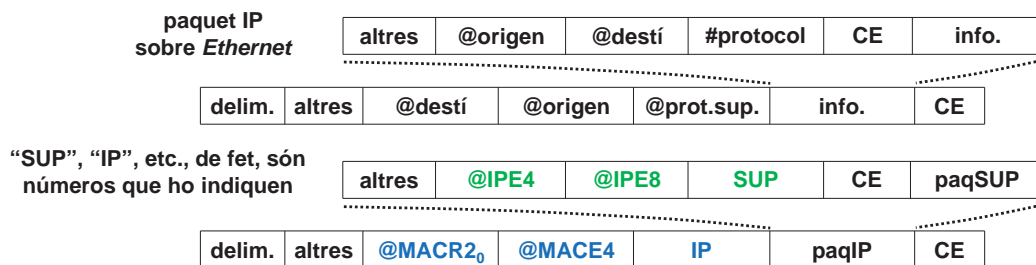 paquet IP
sobre Ethernet
altres @origen @destí #protocol CE info.
delim. altres @destí @origen @prot.sup. info. CE
“SUP”, “IP”, etc., de fet, són
números que ho indiquen
altres @IPE4 @IPE8 SUP CE paqSUP
delim. altres @MACR2₀ @MACE4 IP paqIP CE